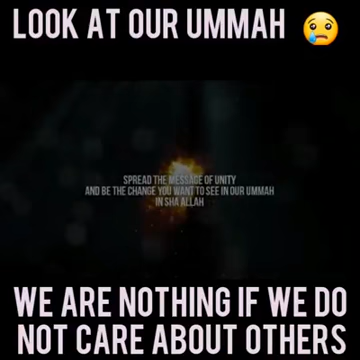 LOOK AT OUR UMMAH 😢
SPREAD THE MESSAGE OF UNITY
AND BE THE CHANGE YOU WANT TO SEE IN OUR UMMAH
IN SHA ALLAH
WE ARE NOTHING IF WE DO
NOT CARE ABOUT OTHERS